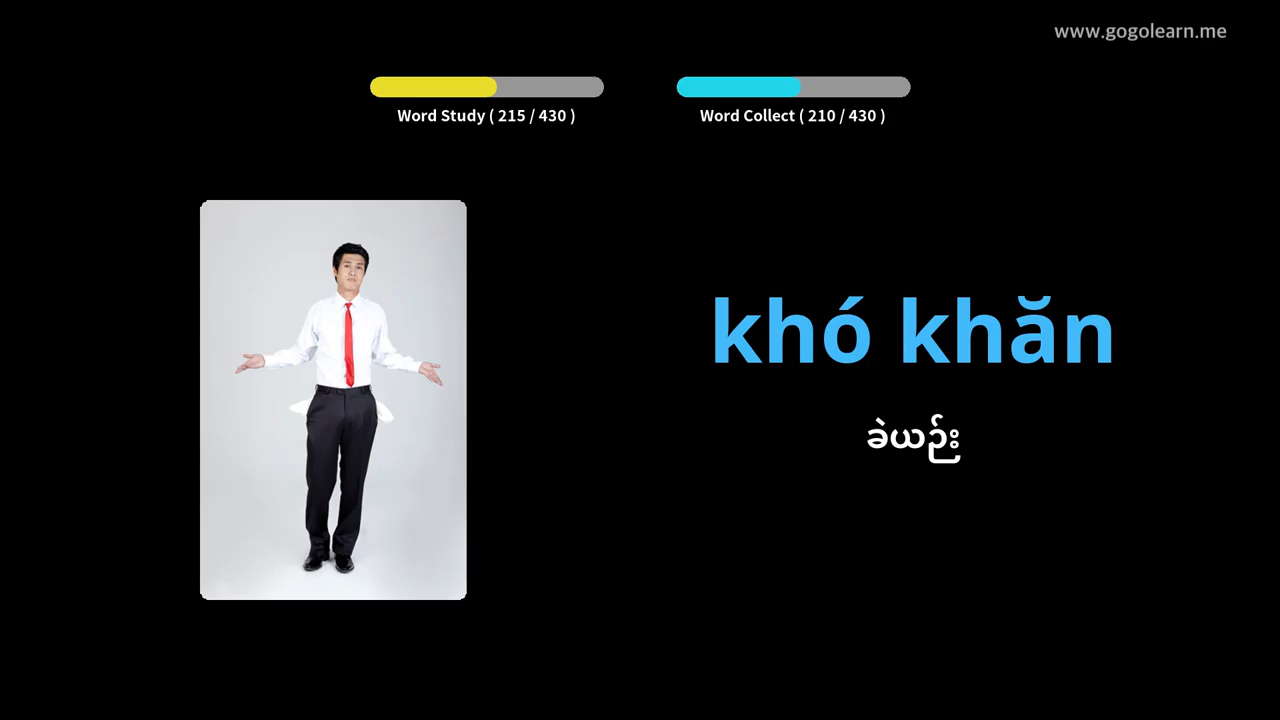 www.gogolearn.me
Word Study ( 215 / 430 )
Word Collect ( 210 / 430 )
khó khăn
ခဲယဉ်း